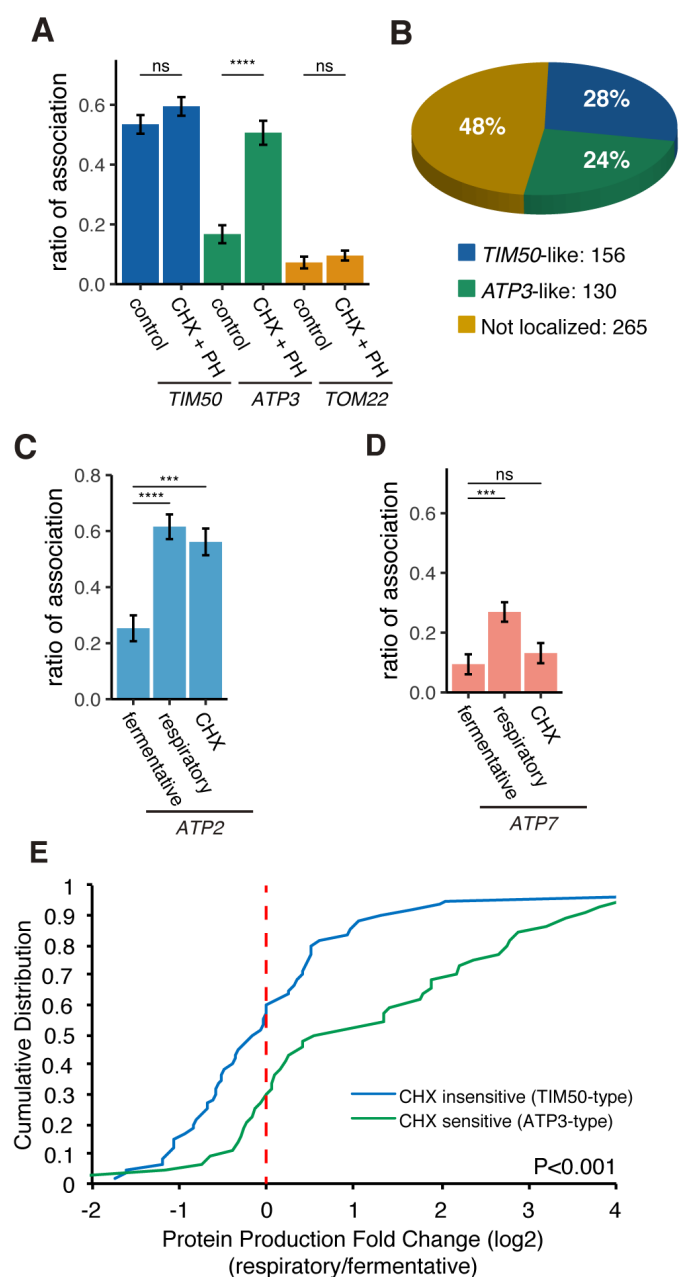 A
ratio of association
0.6
0.4
0.2
0.0
ns
****
ns
control
CHX + PH
control
CHX + PH
control
CHX + PH
TIM50
ATP3
TOM22
B
28%
48%
24%
TIM50-like: 156
ATP3-like: 130
Not localized: 265
C
ratio of association
0.8
0.6
0.4
0.2
0.0
***
****
fermentative
respiratory
CHX
ATP2
D
ratio of association
0.6
0.4
0.2
0.0
ns
***
fermentative
respiratory
CHX
ATP7
E
Cumulative Distribution
1
0.9
0.8
0.7
0.6
0.5
0.4
0.3
0.2
0.1
0
CHX insensitive (TIM50-type)
CHX sensitive (ATP3-type)
P<0.001
-2 -1 0 1 2 3 4
Protein Production Fold Change (log2)
(respiratory/fermentative)